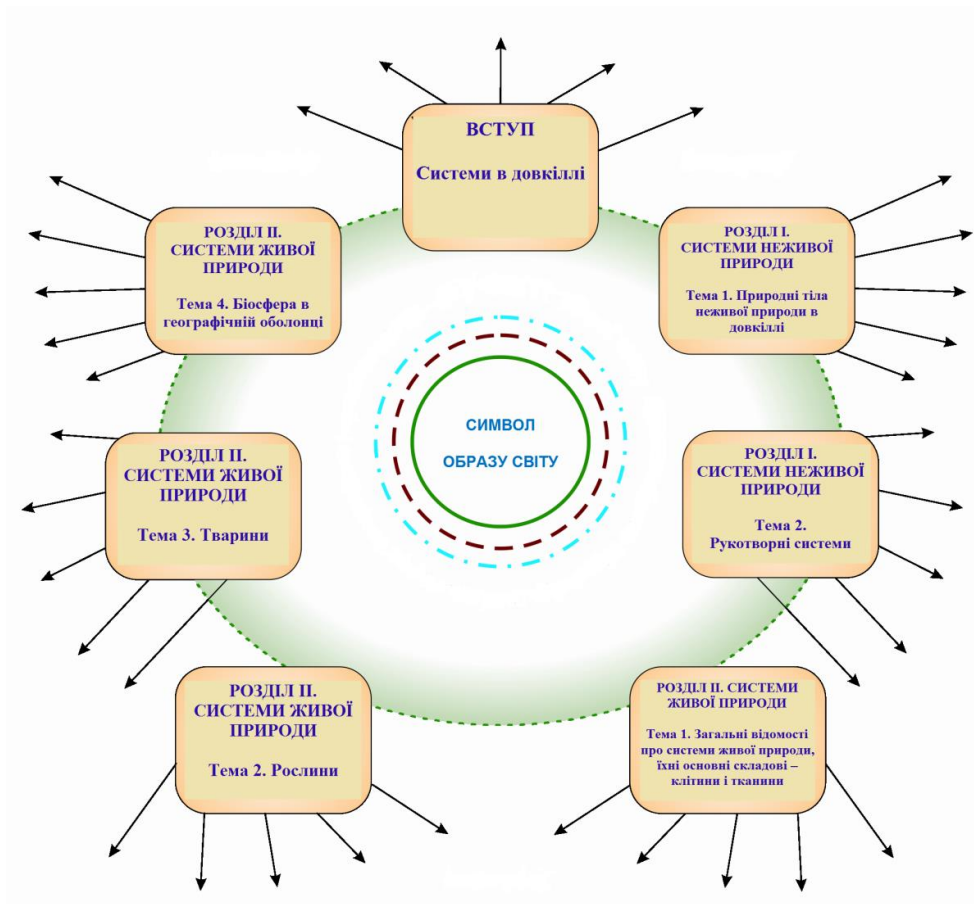 ВСТУП
Системи в довкіллі
РОЗДІЛ ІІ.
СИСТЕМИ ЖИВОЇ
ПРИРОДИ
Тема 4. Біосфера в
географічній оболонці
РОЗДІЛ І.
СИСТЕМИ НЕЖИВОЇ
ПРИРОДИ
Тема 1. Природні тіла
неживої природи в
довкіллі
СИМВОЛ
ОБРАЗУ СВІТУ
РОЗДІЛ ІІ.
СИСТЕМИ ЖИВОЇ
ПРИРОДИ
Тема 3. Тварини
РОЗДІЛ І.
СИСТЕМИ НЕЖИВОЇ
ПРИРОДИ
Тема 2.
Рукотворні системи
РОЗДІЛ ІІ.
СИСТЕМИ ЖИВОЇ
ПРИРОДИ
Тема 2. Рослини
РОЗДІЛ ІІ. СИСТЕМИ
ЖИВОЇ ПРИРОДИ
Тема 1. Загальні відомості
про системи живої природи,
їхні основні складові –
клітини і тканини